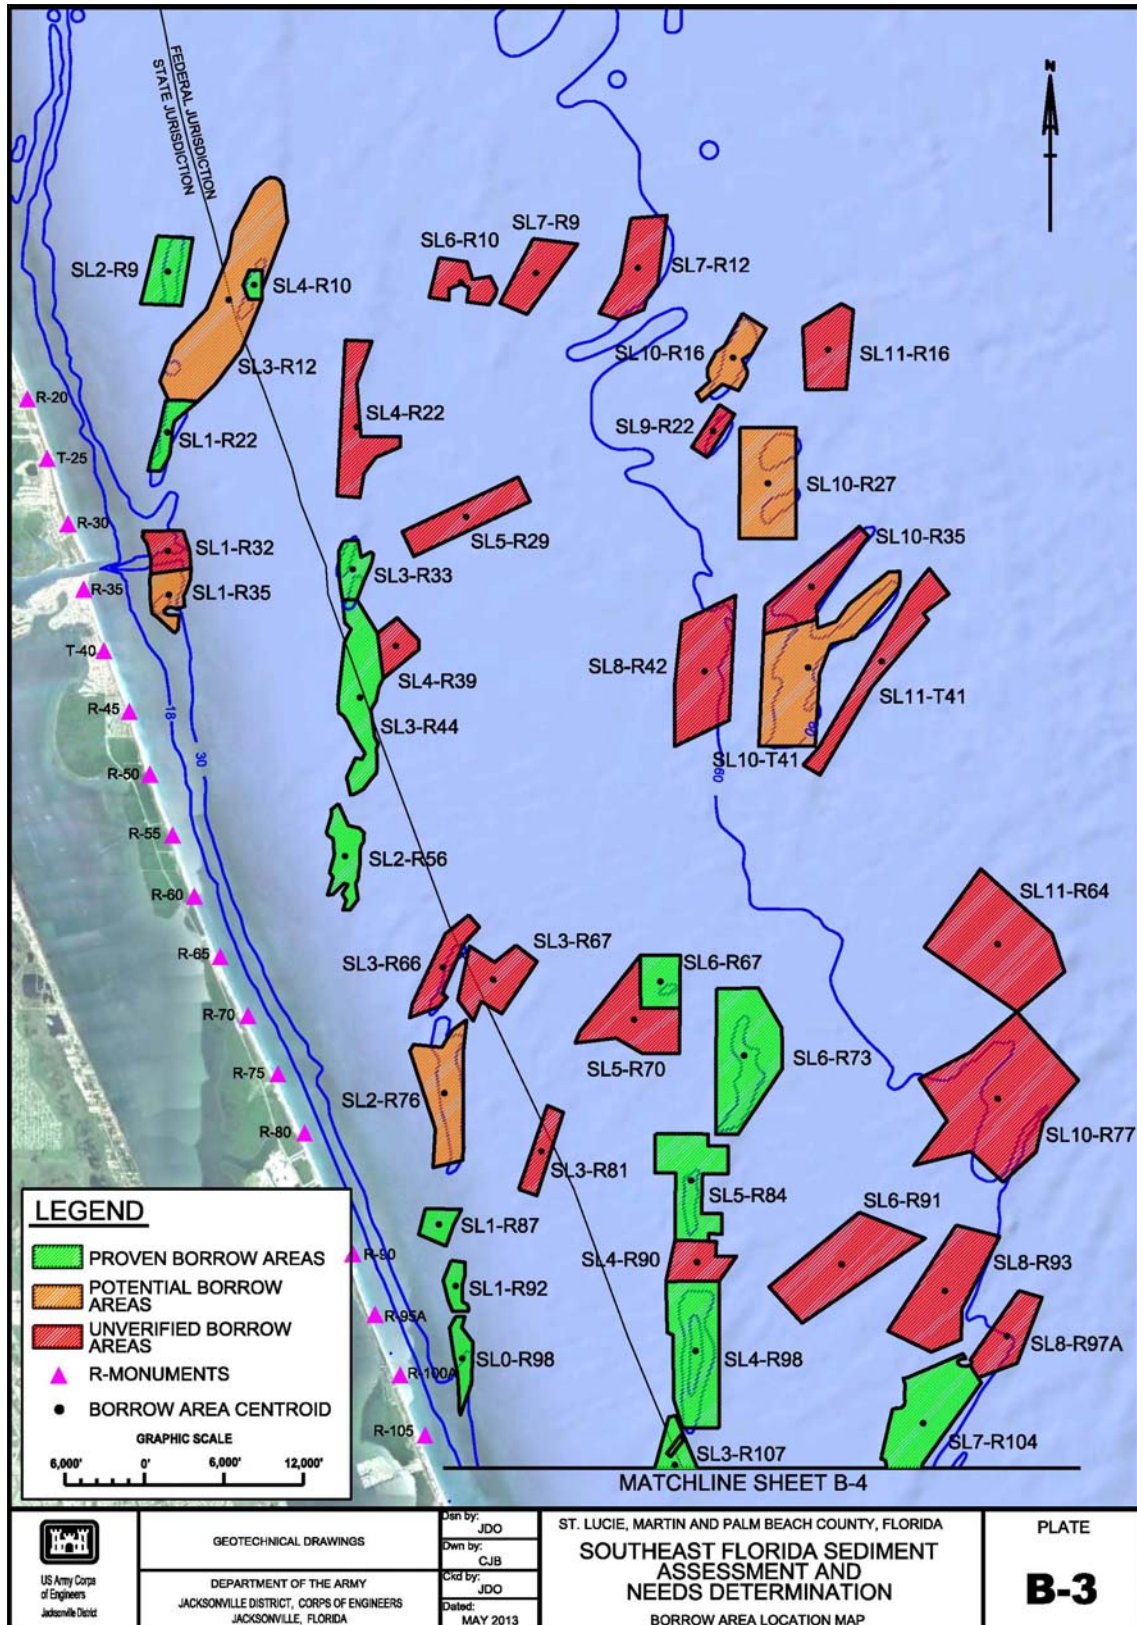 FEDERAL JURISDICTION
STATE JURISDICTION
N
SL2-R9
SL4-R10
SL6-R10
SL7-R9
SL7-R12
SL3-R12
SL10-R16
SL11-R16
R-20
SL1-R22
SL4-R22
SL9-R22
T-25
SL10-R27
R-30
SL5-R29
SL1-R32
SL10-R35
SL3-R33
R-35
SL1-R35
T-40
SL4-R39
SL8-R42
SL11-T41
R-45
18
SL3-R44
30
60
SL10-T41
60
R-50
R-55
SL2-R56
R-60
SL11-R64
R-65
SL3-R66
SL3-R67
SL6-R67
R-70
SL5-R70
SL6-R73
R-75
SL2-R76
R-80
SL3-R81
SL10-R77
SL5-R84
SL6-R91
SL1-R87
R-90
SL4-R90
SL8-R93
SL1-R92
R-95A
SL8-R97A
SL0-R98
SL4-R98
R-100A
R-105
SL7-R104
SL3-R107
MATCHLINE SHEET B-4
LEGEND
PROVEN BORROW AREAS
POTENTIAL BORROW
AREAS
UNVERIFIED BORROW
AREAS
R-MONUMENTS
BORROW AREA CENTROID
GRAPHIC SCALE
6,000' 0' 6,000' 12,000'
US Army Corps
of Engineers
Jacksonville District
GEOTECHNICAL DRAWINGS
DEPARTMENT OF THE ARMY
JACKSONVILLE DISTRICT, CORPS OF ENGINEERS
JACKSONVILLE, FLORIDA
Dsn by:
JDO
Dwn by:
CJB
Ckd by:
JDO
Dated:
MAY 2013
ST. LUCIE, MARTIN AND PALM BEACH COUNTY, FLORIDA
SOUTHEAST FLORIDA SEDIMENT
ASSESSMENT AND
NEEDS DETERMINATION
BORROW AREA LOCATION MAP
PLATE
B-3